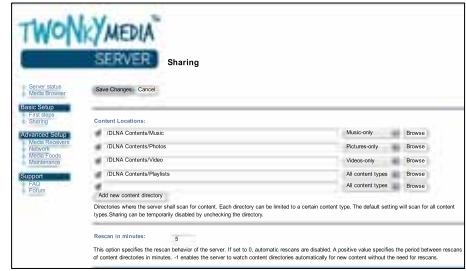 TWONKYMEDIA
SERVER
Sharing
Server status
Media Browser
Save Changes Cancel
Basic Setup
First steps
Sharing
Advanced Setup
Media Receivers
Network
Media Feeds
Maintenance
Support
FAQ
Forum
Content Locations:
/DLNA Contents/Music Music-only Browse
/DLNA Contents/Photos Pictures-only Browse
/DLNA Contents/Video Videos-only Browse
/DLNA Contents/Playlists All content types Browse
All content types Browse
Add new content directory
Directories where the server shall scan for content. Each directory can be limited to a certain content type. The default setting will scan for all content
types.Sharing can be temporarily disabled by unchecking the directory.
Rescan in minutes: 5
This option specifies the rescan behavior of the server. If set to 0, automatic rescans are disabled. A positive value specifies the period between rescans
of content directories in minutes. -1 enables the server to watch content directories automatically for new content without the need for rescans.